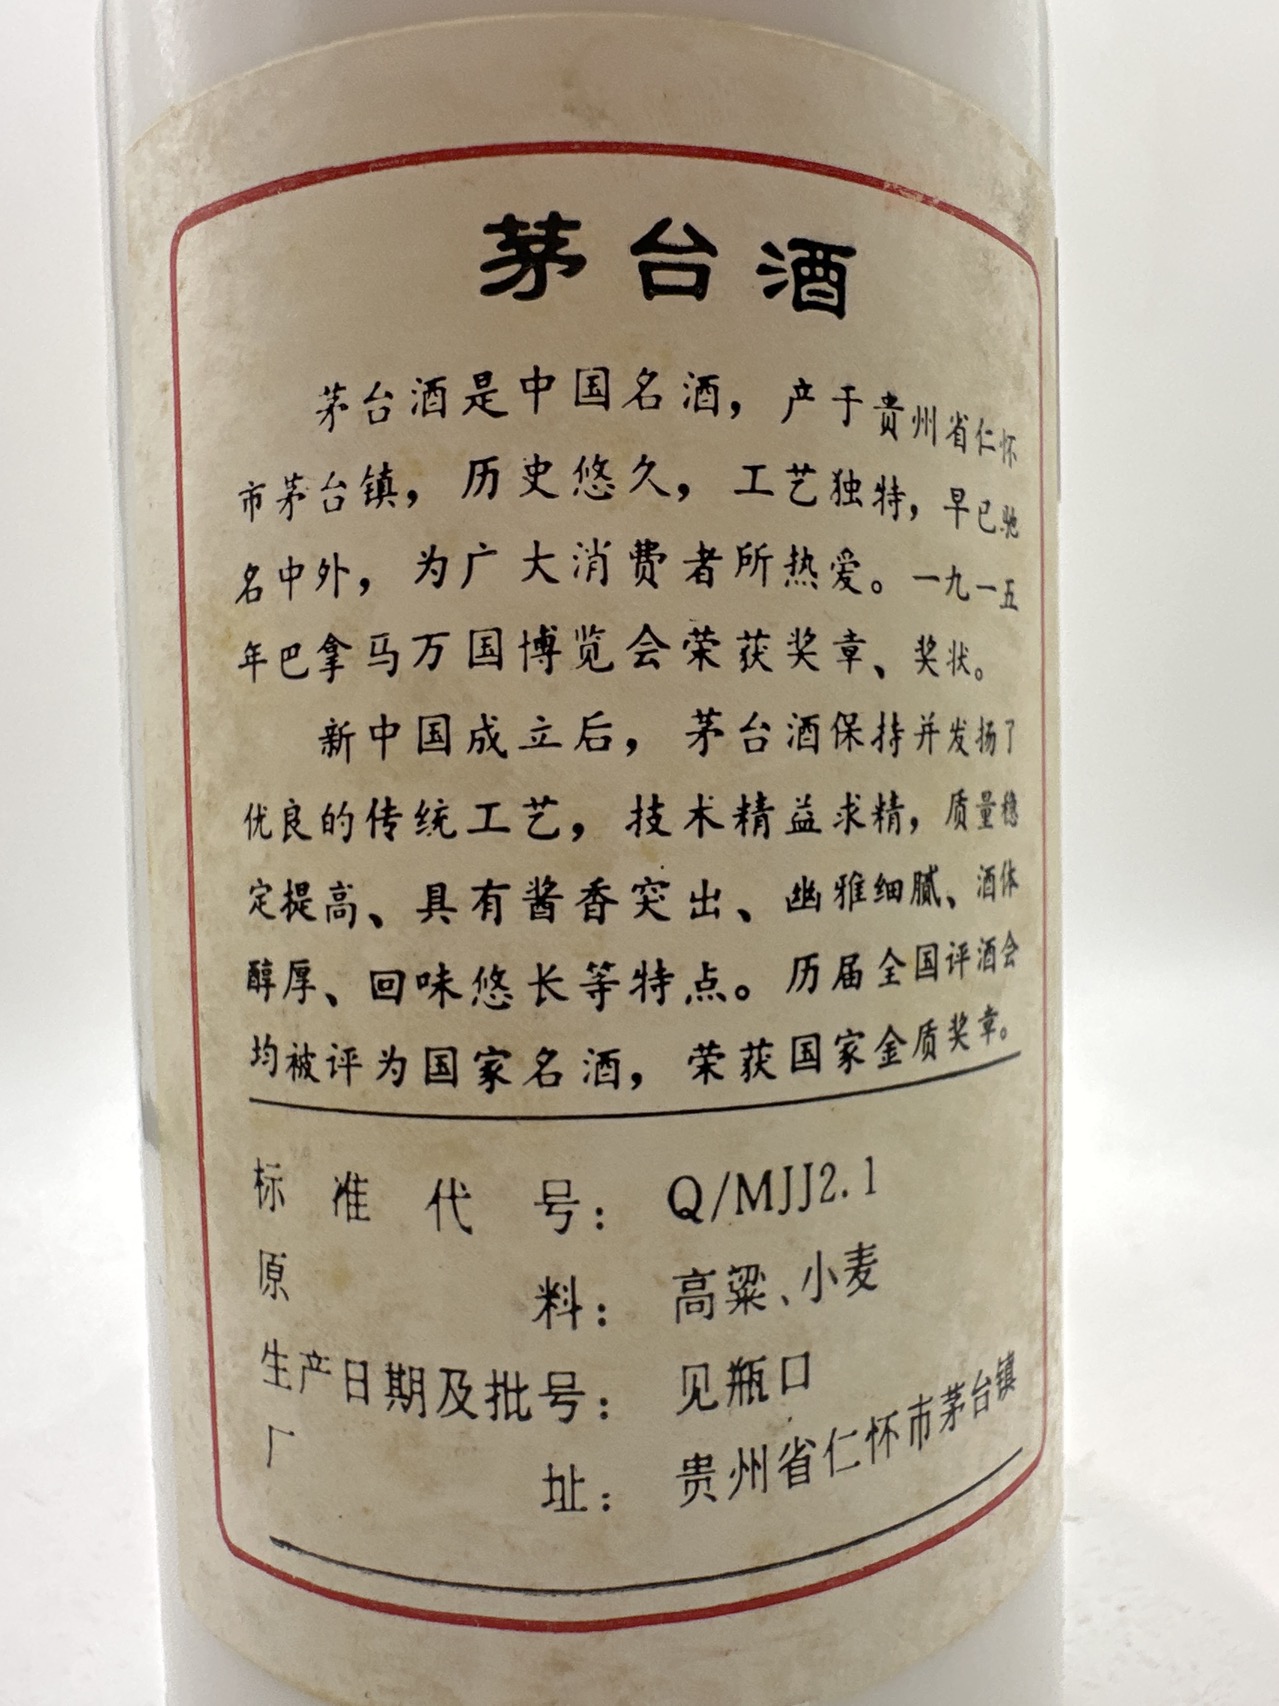 茅台酒
茅台酒是中国名酒，产于贵州省仁怀
市茅台镇，历史悠久，工艺独特，早已驰
名中外，为广大消费者所热爱。一九一五
年巴拿马万国博览会荣获奖章、奖状。
新中国成立后，茅台酒保持并发扬了
优良的传统工艺，技术精益求精，质量稳
定提高、具有酱香突出、幽雅细腻、酒体
醇厚、回味悠长等特点。历届全国评酒会
均被评为国家名酒，荣获国家金质奖章。
标准代号：Q/MJJ2.1
原料：高粱、小麦
生产日期及批号：见瓶口
厂址：贵州省仁怀市茅台镇